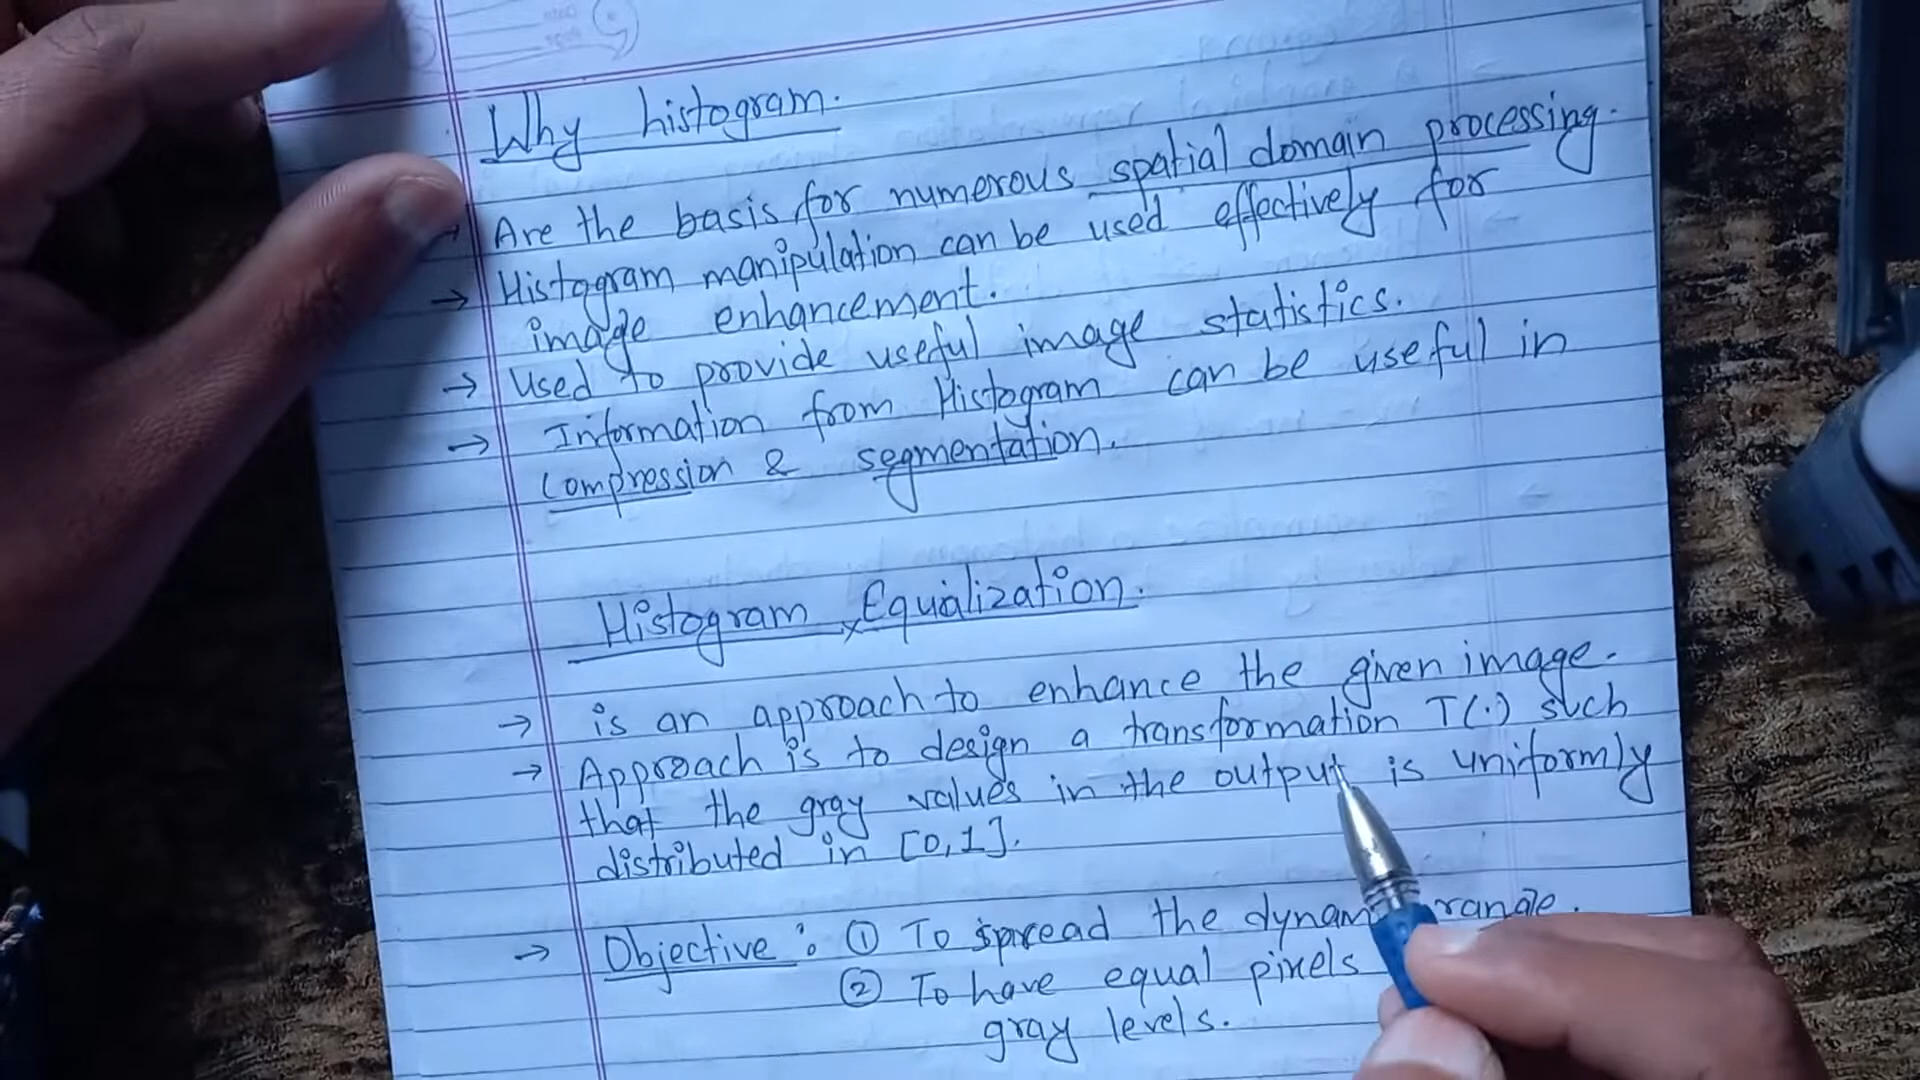 Why histogram.
Are the basis for numerous spatial domain processing.
→ Histogram manipulation can be used effectively for
image enhancement.
→ Used to provide useful image statistics.
→ Information from Histogram can be useful in
compression & segmentation.
Histogram Equalization.
→ is an approach to enhance the given image.
→ Approach is to design a transformation T(·) such
that the gray values in the output is uniformly
distributed in [0,1].
→ Objective : ① To spread the range.
② To have equal pixels
gray levels.